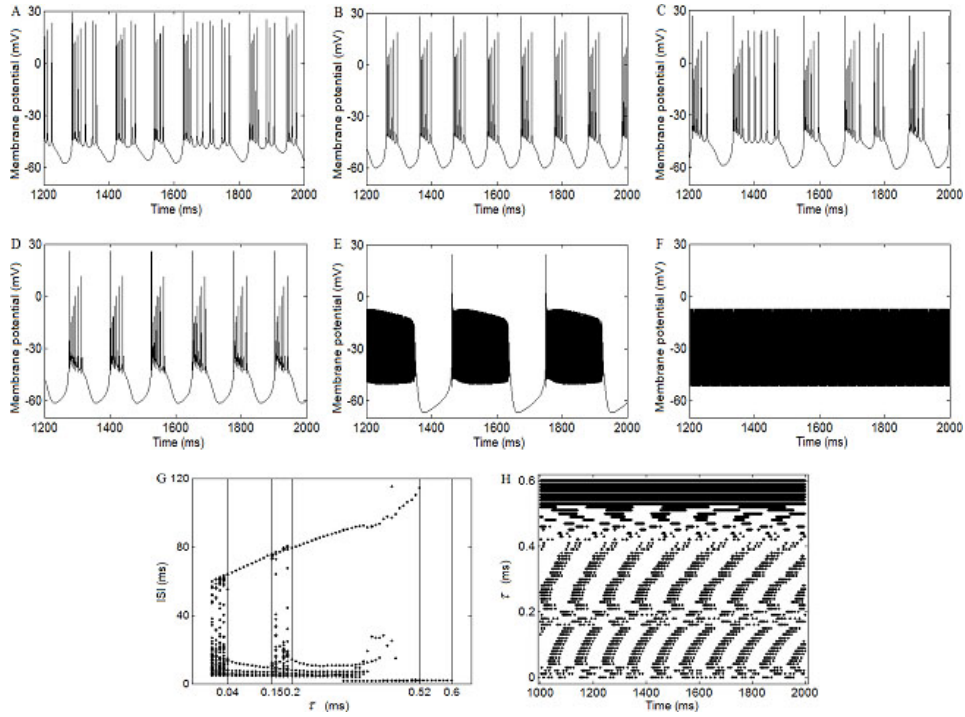 A B C
30 30 30
0 0 0
-30 -30 -30
-60 -60 -60
Membrane potential (mV) Membrane potential (mV) Membrane potential (mV)
1200 1400 1600 1800 2000 1200 1400 1600 1800 2000 1200 1400 1600 1800 2000
Time (ms) Time (ms) Time (ms)
D E F
30 30 30
0 0 0
-30 -30 -30
-60 -60 -60
Membrane potential (mV) Membrane potential (mV) Membrane potential (mV)
1200 1400 1600 1800 2000 1200 1400 1600 1800 2000 1200 1400 1600 1800 2000
Time (ms) Time (ms) Time (ms)
G
120
80
40
0
ISI (ms)
0.04 0.15 0.2 0.52 0.6
τ (ms)
H
0.6
0.4
0.2
0
τ (ms)
1000 1200 1400 1600 1800 2000
Time (ms)